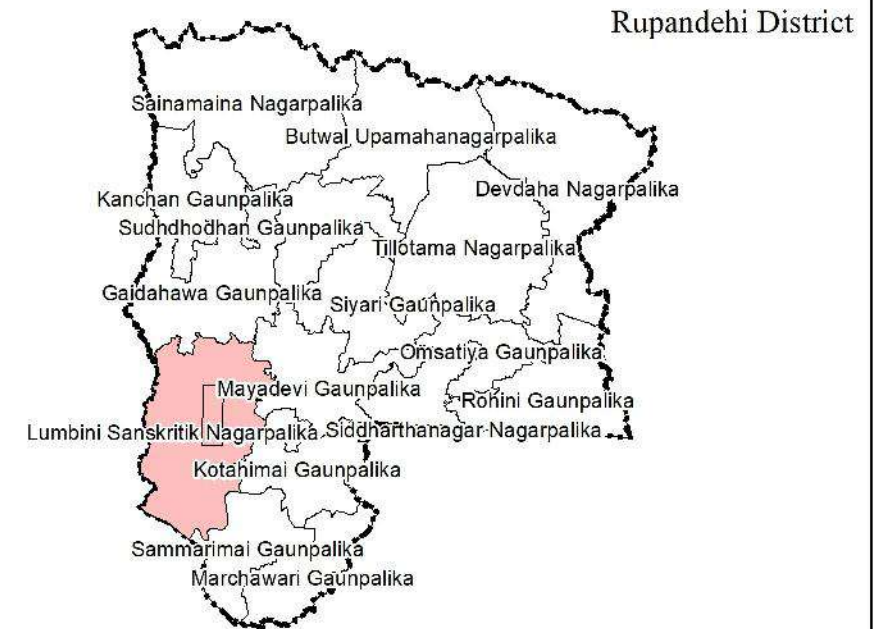 Rupandehi District
Sainamaina Nagarpalika
Butwal Upamahanagarpalika
Devdaha Nagarpalika
Kanchan Gaunpalika
Sudhdhodhan Gaunpalika
Tillotama Nagarpalika
Gaidahawa Gaunpalika
Siyari Gaunpalika
Omsatiya Gaunpalika
Mayadevi Gaunpalika
Rohini Gaunpalika
Lumbini Sanskritik Nagarpalika
Siddharthanagar Nagarpalika
Kotahimai Gaunpalika
Sammarimai Gaunpalika
Marchawari Gaunpalika